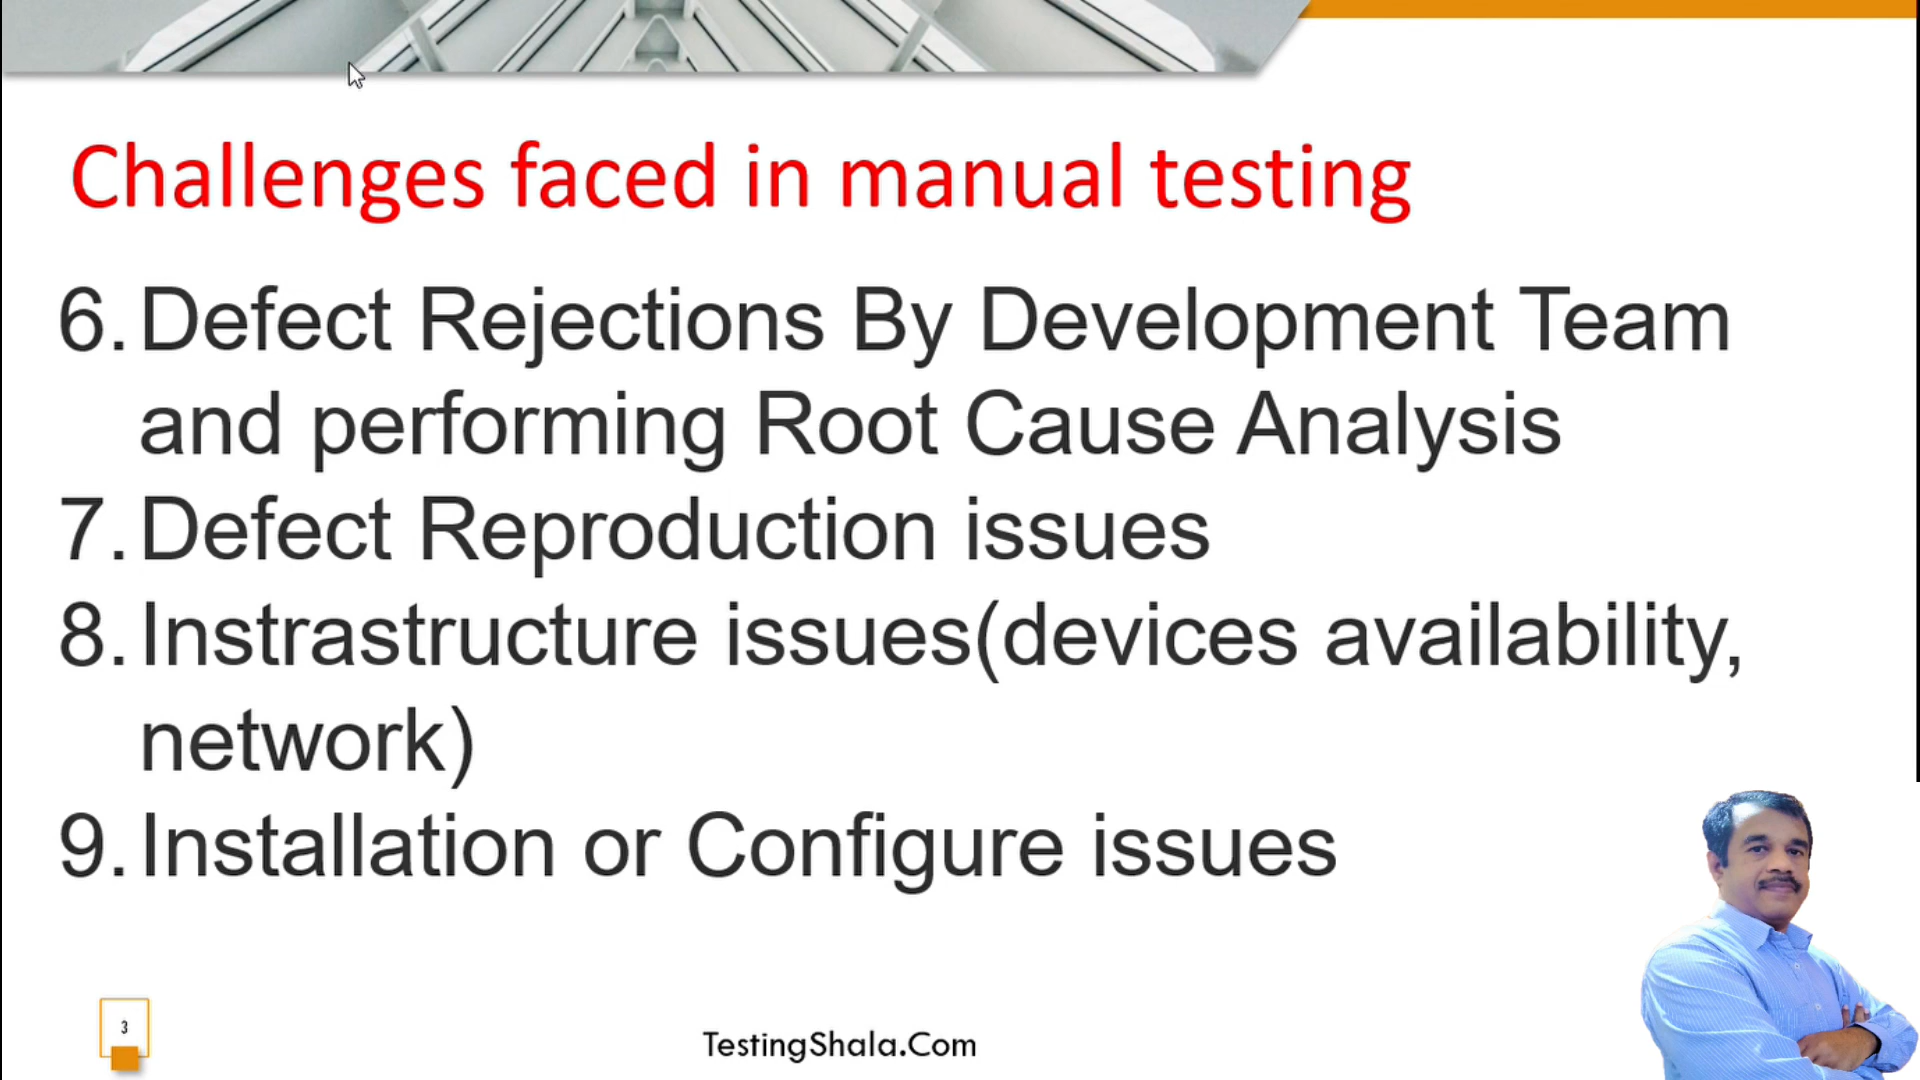 Challenges faced in manual testing
6. Defect Rejections By Development Team
and performing Root Cause Analysis
7. Defect Reproduction issues
8. Instrastructure issues(devices availability,
network)
9. Installation or Configure issues
3
TestingShala.Com